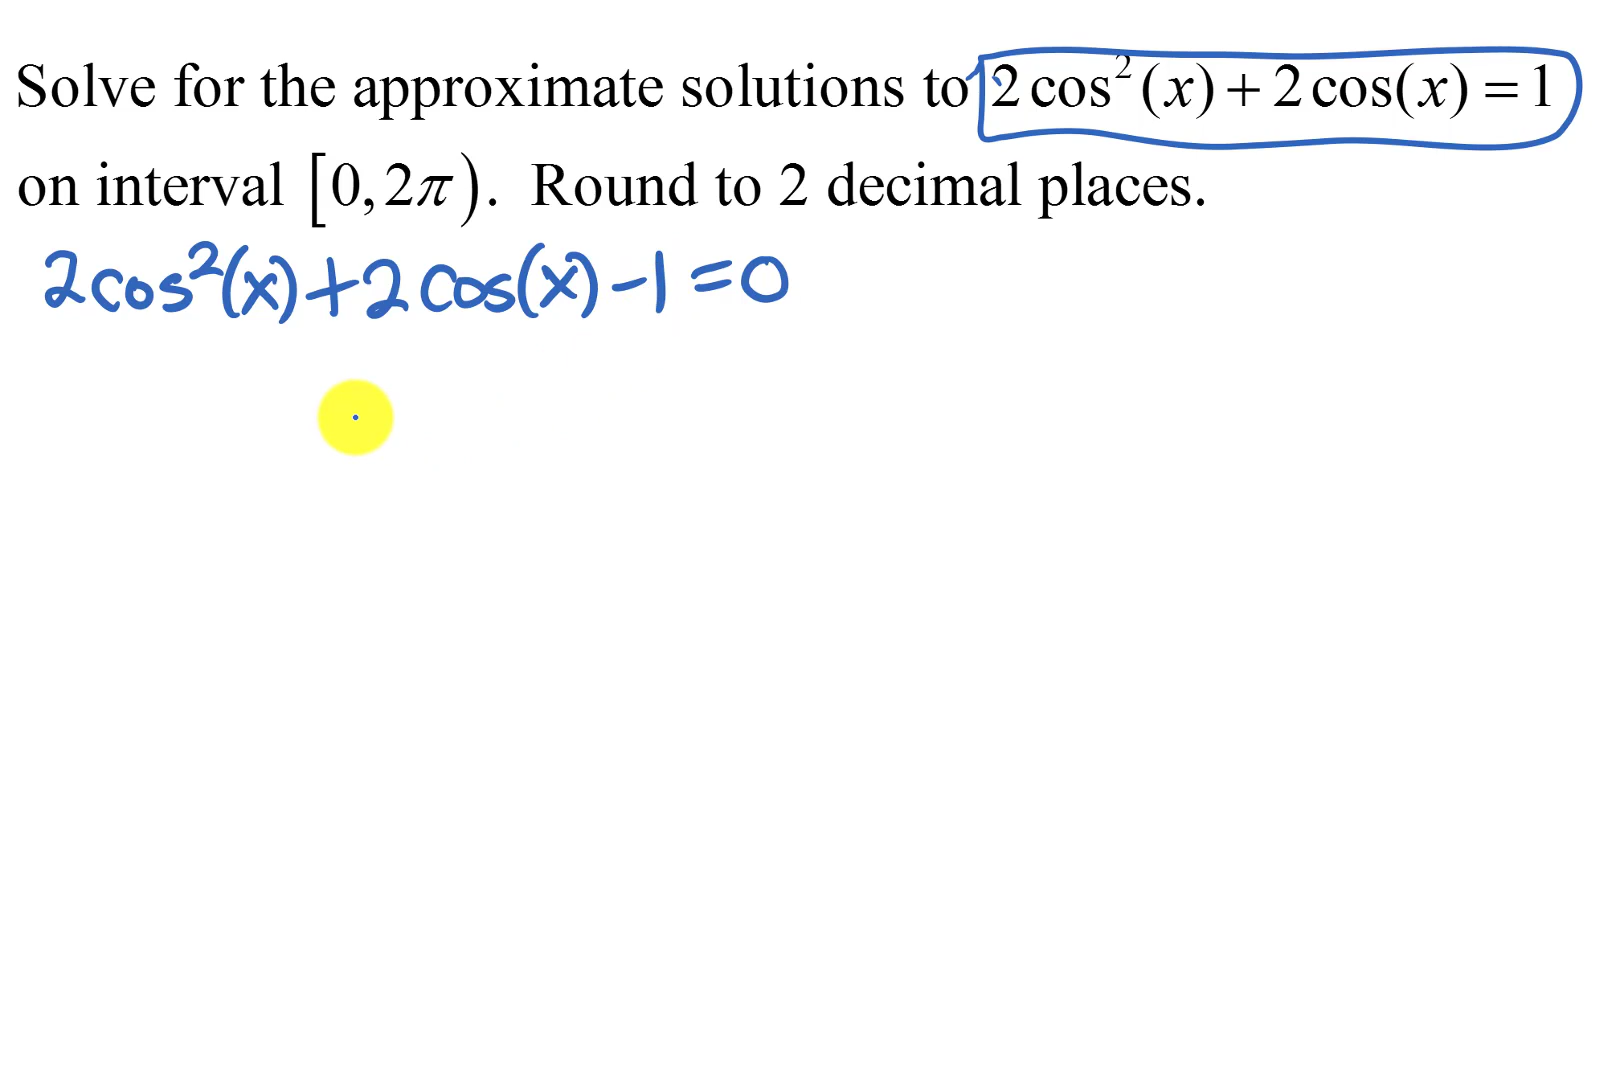 Solve for the approximate solutions to 2 cos²(x) + 2 cos(x) = 1
on interval [0, 2π). Round to 2 decimal places.
2cos²(x)+2cos(x)-1=0